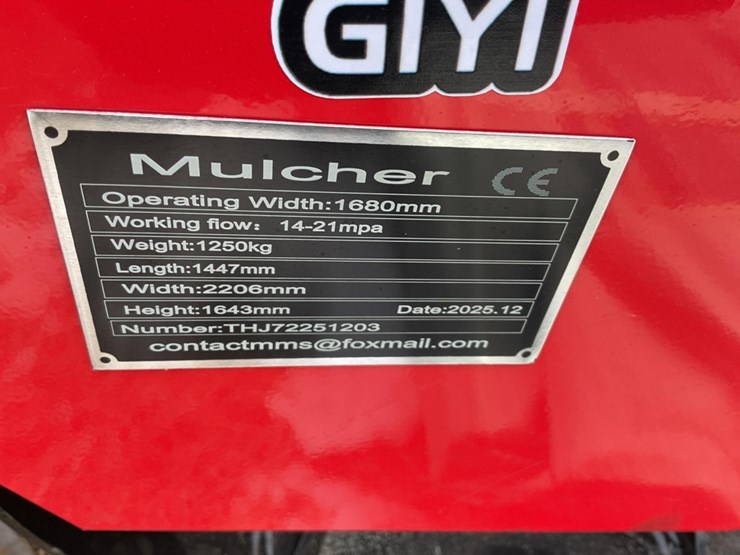 GIYI
Mulcher CE
Operating Width:1680mm
Working flow: 14-21mpa
Weight:1250kg
Length:1447mm
Width:2206mm
Height:1643mm Date:2025.12
Number:THJ72251203
contactmms@foxmail.com